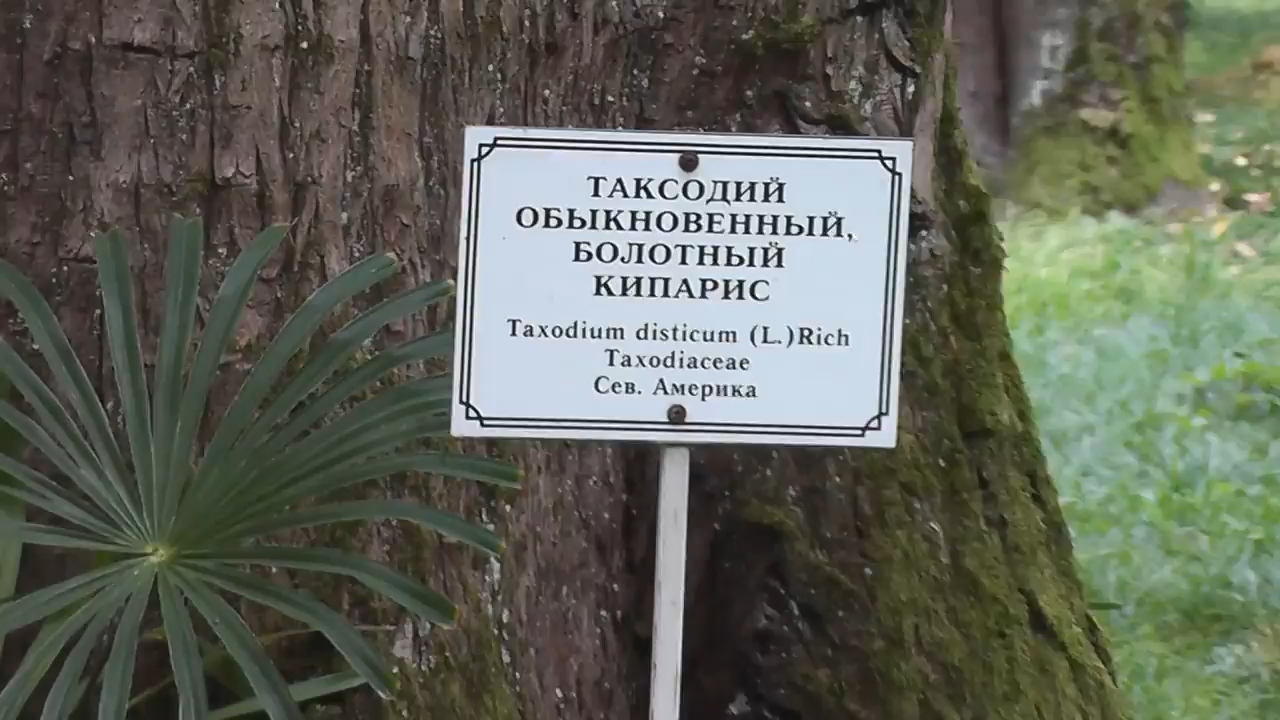 ТАКСОДИЙ
ОБЫКНОВЕННЫЙ,
БОЛОТНЫЙ
КИПАРИС
Taxodium disticum (L.)Rich
Taxodiaceae
Сев. Америка